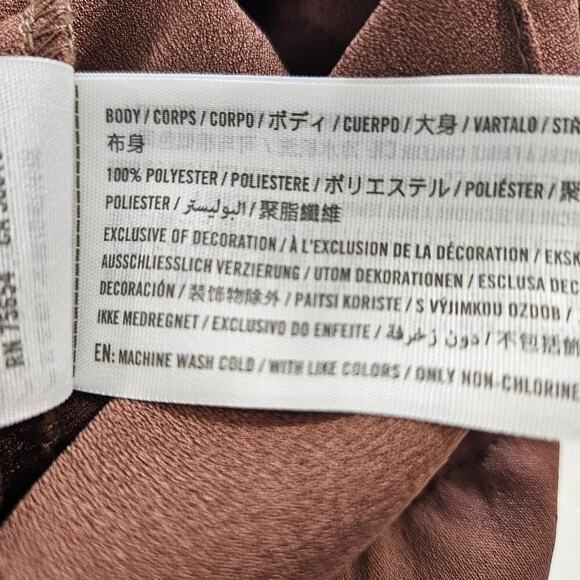 BODY / CORPS / CORPO / ボディ / CUERPO / 大身 / VARTALO / STR
布身
100% POLYESTER / POLIESTERE / ポリエステル / POLIÉSTER / 聚
POLIESTER / البوليستر / 聚脂纖維
EXCLUSIVE OF DECORATION / À L'EXCLUSION DE LA DÉCORATION / EKSK
AUSSCHLIESSLICH VERZIERUNG / UTOM DEKORATIONEN / ESCLUSA DEC
DECORACIÓN / 装饰物除外 / PAITSI KORISTE / S VÝJIMKOU OZDOB /
IKKE MEDREGNET / EXCLUSIVO DO ENFEITE / دون زخرفة / 不包括飾
EN: MACHINE WASH COLD / WITH LIKE COLORS / ONLY NON-CHLORINE
RN 75654